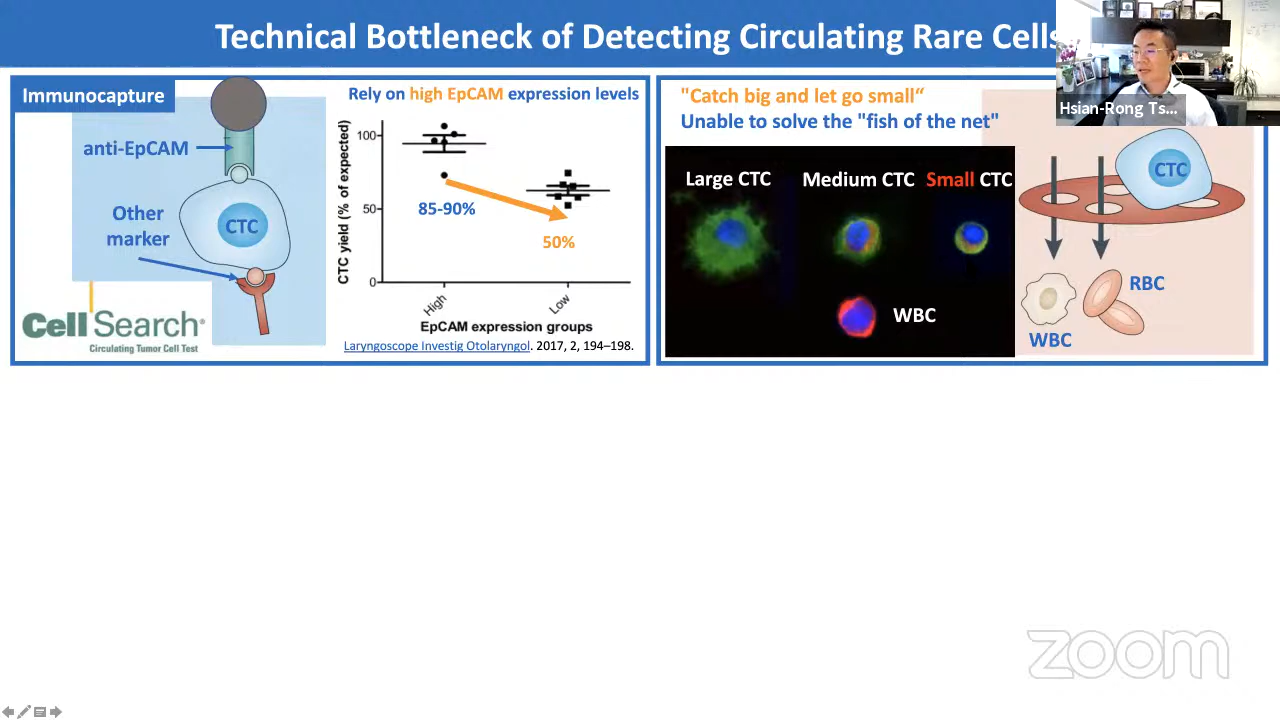 Technical Bottleneck of Detecting Circulating Rare Cells
Hsian-Rong Ts...
Immunocapture
anti-EpCAM
Other
marker
CTC
CellSearch®
Circulating Tumor Cell Test
Rely on high EpCAM expression levels
CTC yield (% of expected)
100
50
0
85-90%
50%
High
Low
EpCAM expression groups
Laryngoscope Investig Otolaryngol. 2017, 2, 194–198.
"Catch big and let go small“
Unable to solve the "fish of the net"
Large CTC
Medium CTC
Small CTC
WBC
CTC
RBC
WBC
zoom